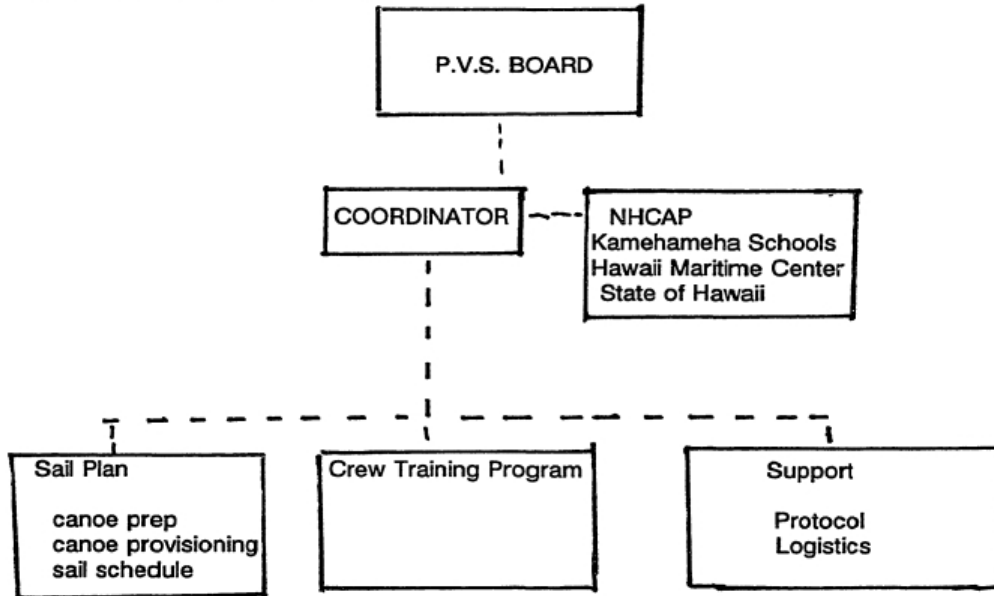 P.V.S. BOARD
COORDINATOR
NHCAP
Kamehameha Schools
Hawaii Maritime Center
State of Hawaii
Sail Plan
canoe prep
canoe provisioning
sail schedule
Crew Training Program
Support
Protocol
Logistics